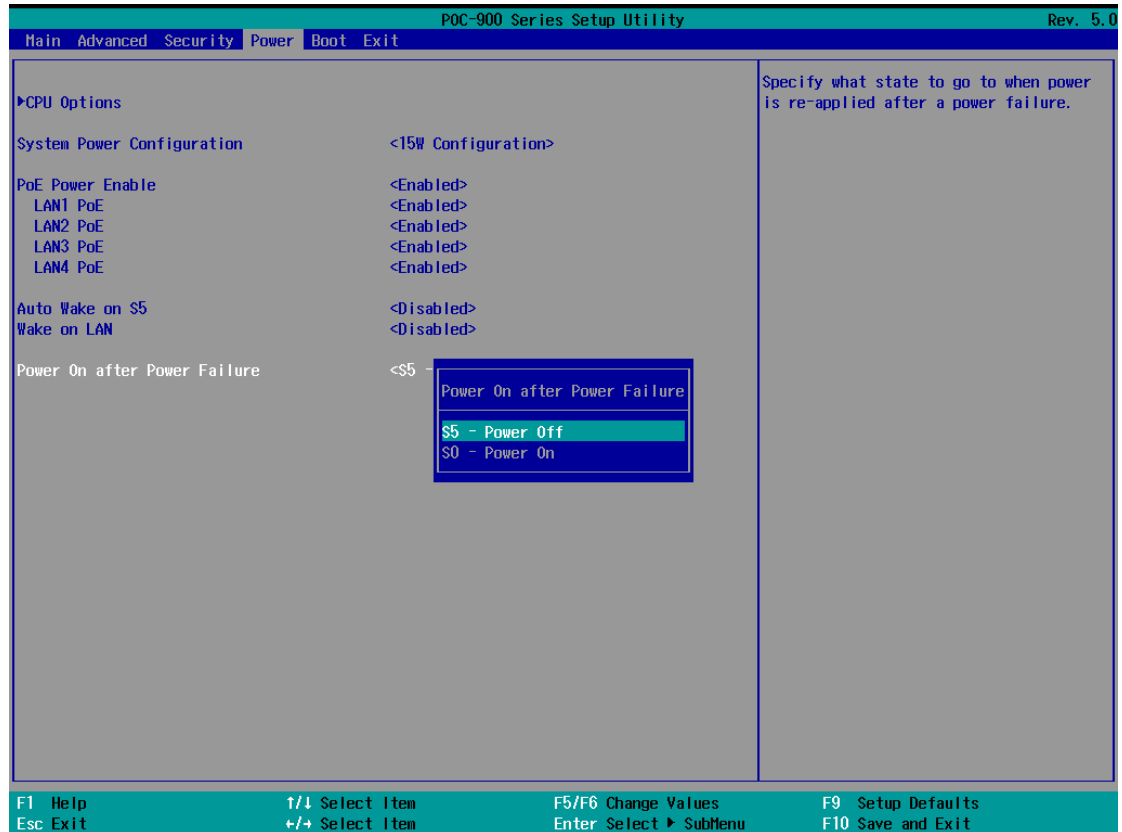 POC-900 Series Setup Utility Rev. 5.0
Main Advanced Security Power Boot Exit
Specify what state to go to when power
is re-applied after a power failure.
▶CPU Options
System Power Configuration <15W Configuration>
PoE Power Enable <Enabled>
LAN1 PoE <Enabled>
LAN2 PoE <Enabled>
LAN3 PoE <Enabled>
LAN4 PoE <Enabled>
Auto Wake on S5 <Disabled>
Wake on LAN <Disabled>
Power On after Power Failure <S5 -
Power On after Power Failure
S5 - Power Off
S0 - Power On
F1 Help ↑/↓ Select Item F5/F6 Change Values F9 Setup Defaults
Esc Exit ←/→ Select Item Enter Select ▶ SubMenu F10 Save and Exit